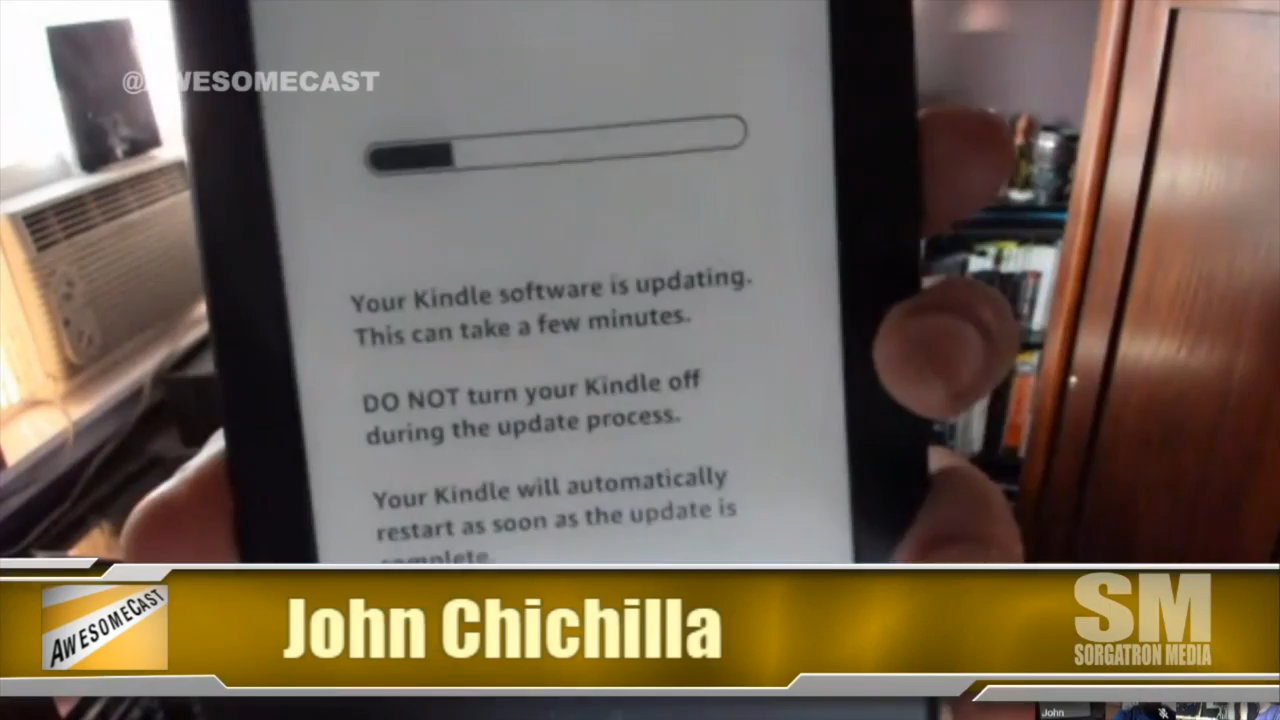 @AWESOMECAST
Your Kindle software is updating.
This can take a few minutes.
DO NOT turn your Kindle off
during the update process.
Your Kindle will automatically
restart as soon as the update is
complete.
AWESOMECAST
John Chichilla
SM
SORGATRON MEDIA
John